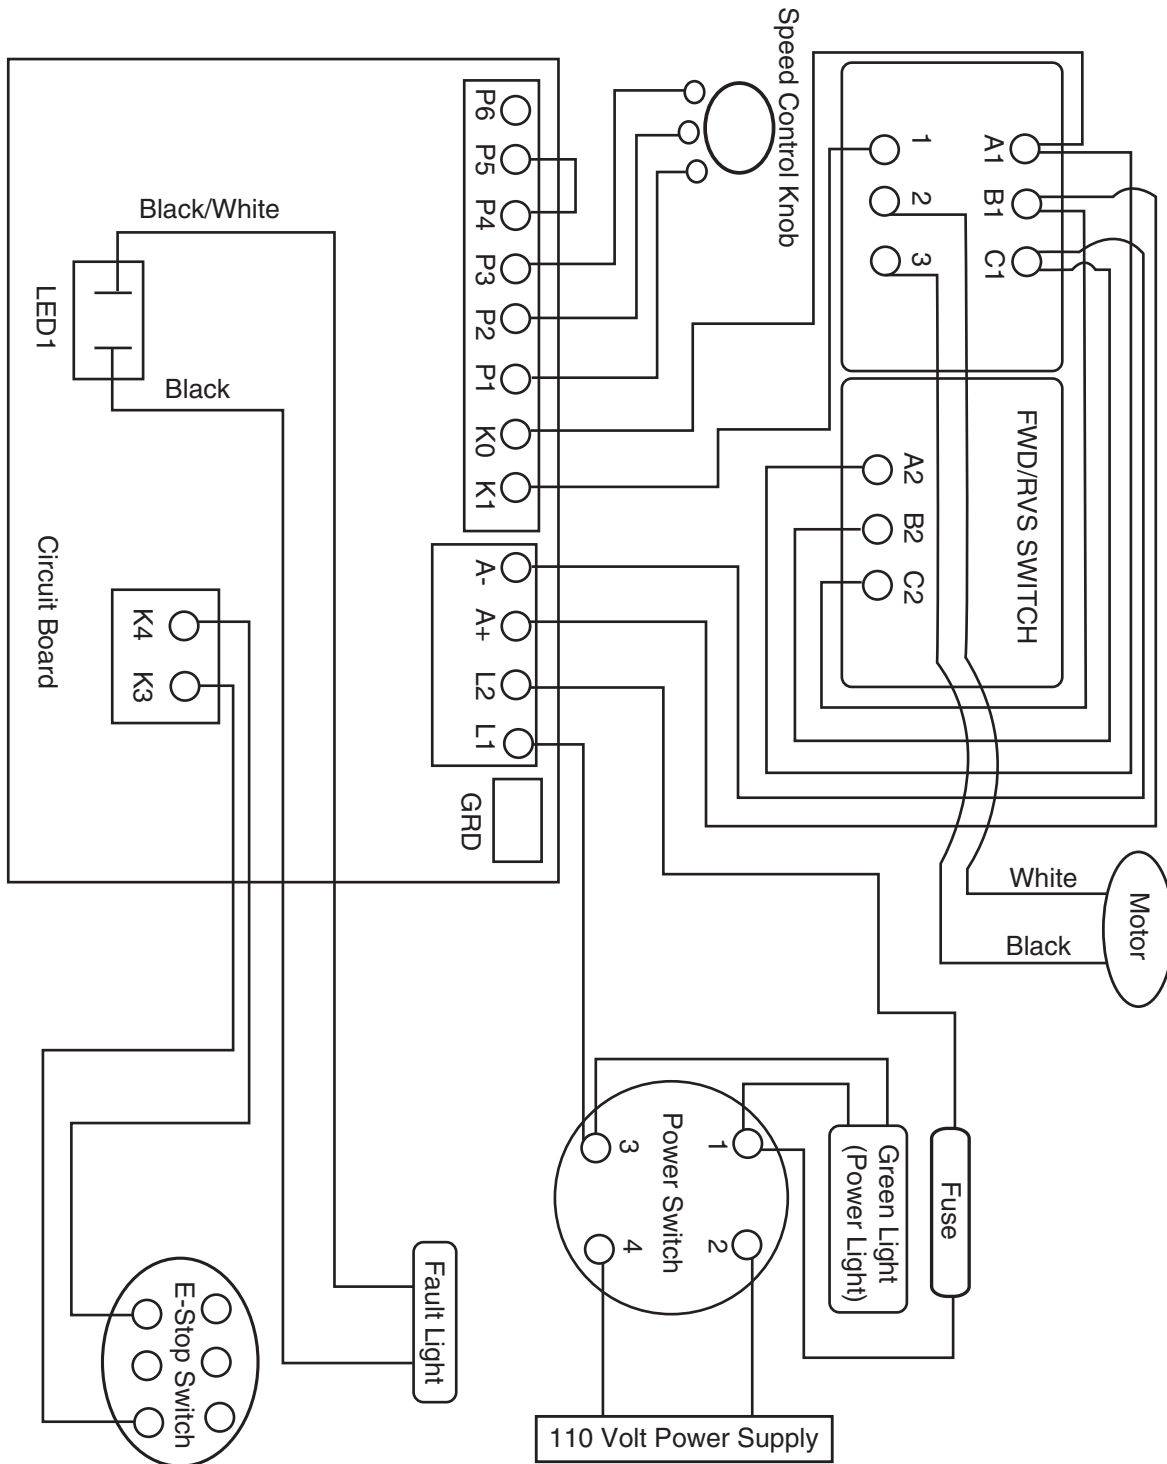 Speed Control Knob
P6
P5
P4
P3
P2
P1
K0
K1
1
2
3
A1
B1
C1
Black/White
LED1
Black
FWD/RVS SWITCH
A2
B2
C2
A-
A+
L2
L1
GRD
Circuit Board
K4
K3
White
Black
Motor
Power Switch
1
2
3
4
Green Light
(Power Light)
Fuse
Fault Light
E-Stop Switch
110 Volt Power Supply